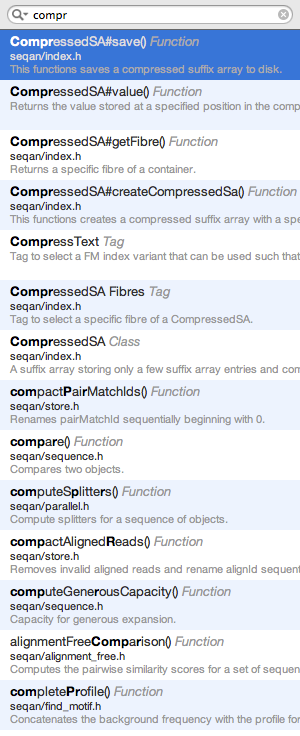 compr
CompressedSA#save() Function
seqan/index.h
This functions saves a compressed suffix array to disk.
CompressedSA#value() Function
Returns the value stored at a specified position in the comp
CompressedSA#getFibre() Function
seqan/index.h
Returns a specific fibre of a container.
CompressedSA#createCompressedSa() Function
seqan/index.h
This functions creates a compressed suffix array with a spe
CompressText Tag
Tag to select a FM index variant that can be used such that
CompressedSA Fibres Tag
seqan/index.h
Tag to select a specific fibre of a CompressedSA.
CompressedSA Class
seqan/index.h
A suffix array storing only a few suffix array entries and com
compactPairMatchIds() Function
seqan/store.h
Renames pairMatchId sequentially beginning with 0.
compare() Function
seqan/sequence.h
Compares two objects.
computeSplitters() Function
seqan/parallel.h
Compute splitters for a sequence of objects.
compactAlignedReads() Function
seqan/store.h
Removes invalid aligned reads and rename alignId sequent
computeGenerousCapacity() Function
seqan/sequence.h
Capacity for generous expansion.
alignmentFreeComparison() Function
seqan/alignment_free.h
Computes the pairwise similarity scores for a set of sequen
completeProfile() Function
seqan/find_motif.h
Concatenates the background frequency with the profile for